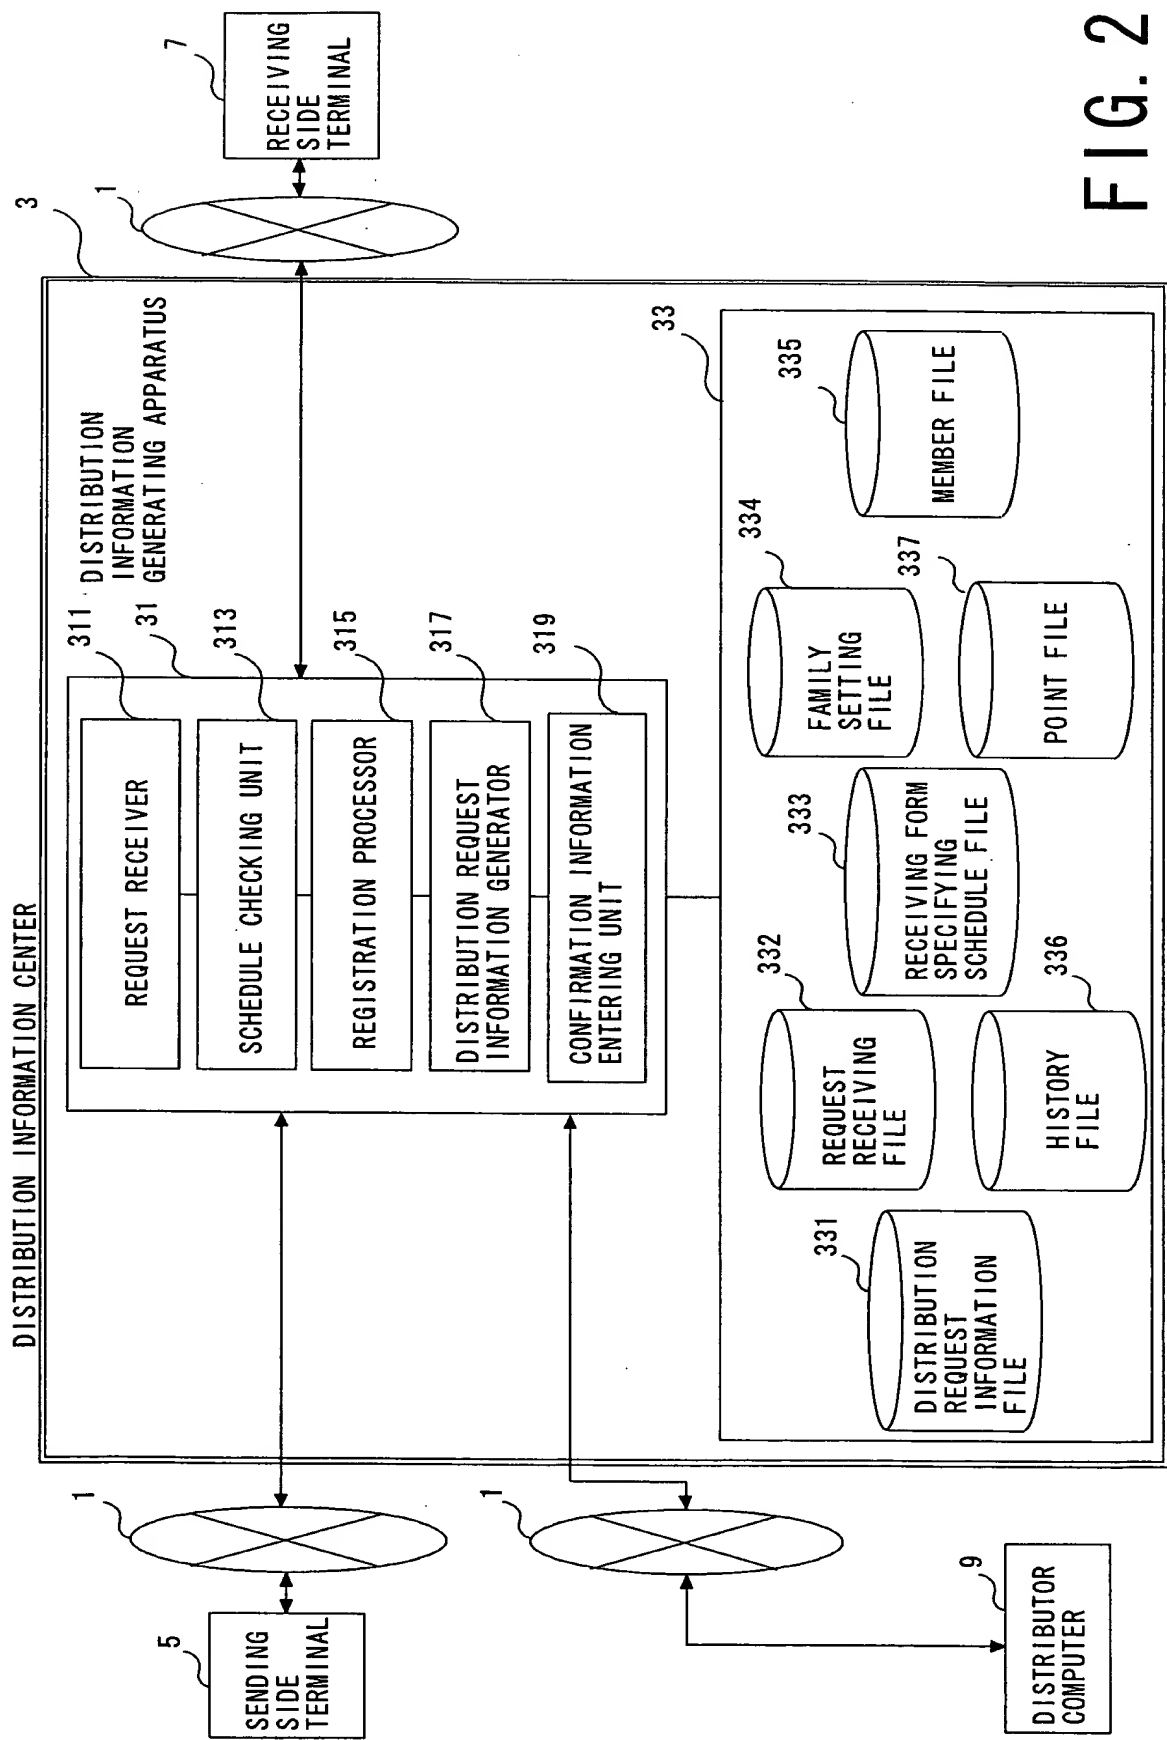 DISTRIBUTION INFORMATION CENTER
3
5
SENDING
SIDE
TERMINAL
1
1
9
DISTRIBUTOR
COMPUTER
1
7
RECEIVING
SIDE
TERMINAL
DISTRIBUTION
INFORMATION
GENERATING APPARATUS
31
311
REQUEST RECEIVER
313
SCHEDULE CHECKING UNIT
315
REGISTRATION PROCESSOR
317
DISTRIBUTION REQUEST
INFORMATION GENERATOR
319
CONFIRMATION INFORMATION
ENTERING UNIT
33
331
DISTRIBUTION
REQUEST
INFORMATION
FILE
332
REQUEST
RECEIVING
FILE
333
RECEIVING FORM
SPECIFYING
SCHEDULE FILE
334
FAMILY
SETTING
FILE
335
MEMBER FILE
336
HISTORY
FILE
337
POINT FILE
FIG. 2